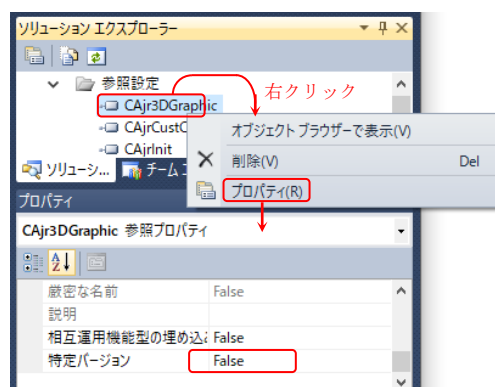 ソリューション エクスプローラー
参照設定
CAjr3DGraphic
右クリック
CAjrCustC
オブジェクト ブラウザーで表示(V)
CAjrInit
削除(V) Del
ソリューシ... チーム エ
プロパティ(R)
プロパティ
CAjr3DGraphic 参照プロパティ
厳密な名前 False
説明
相互運用機能型の埋め込み False
特定バージョン False